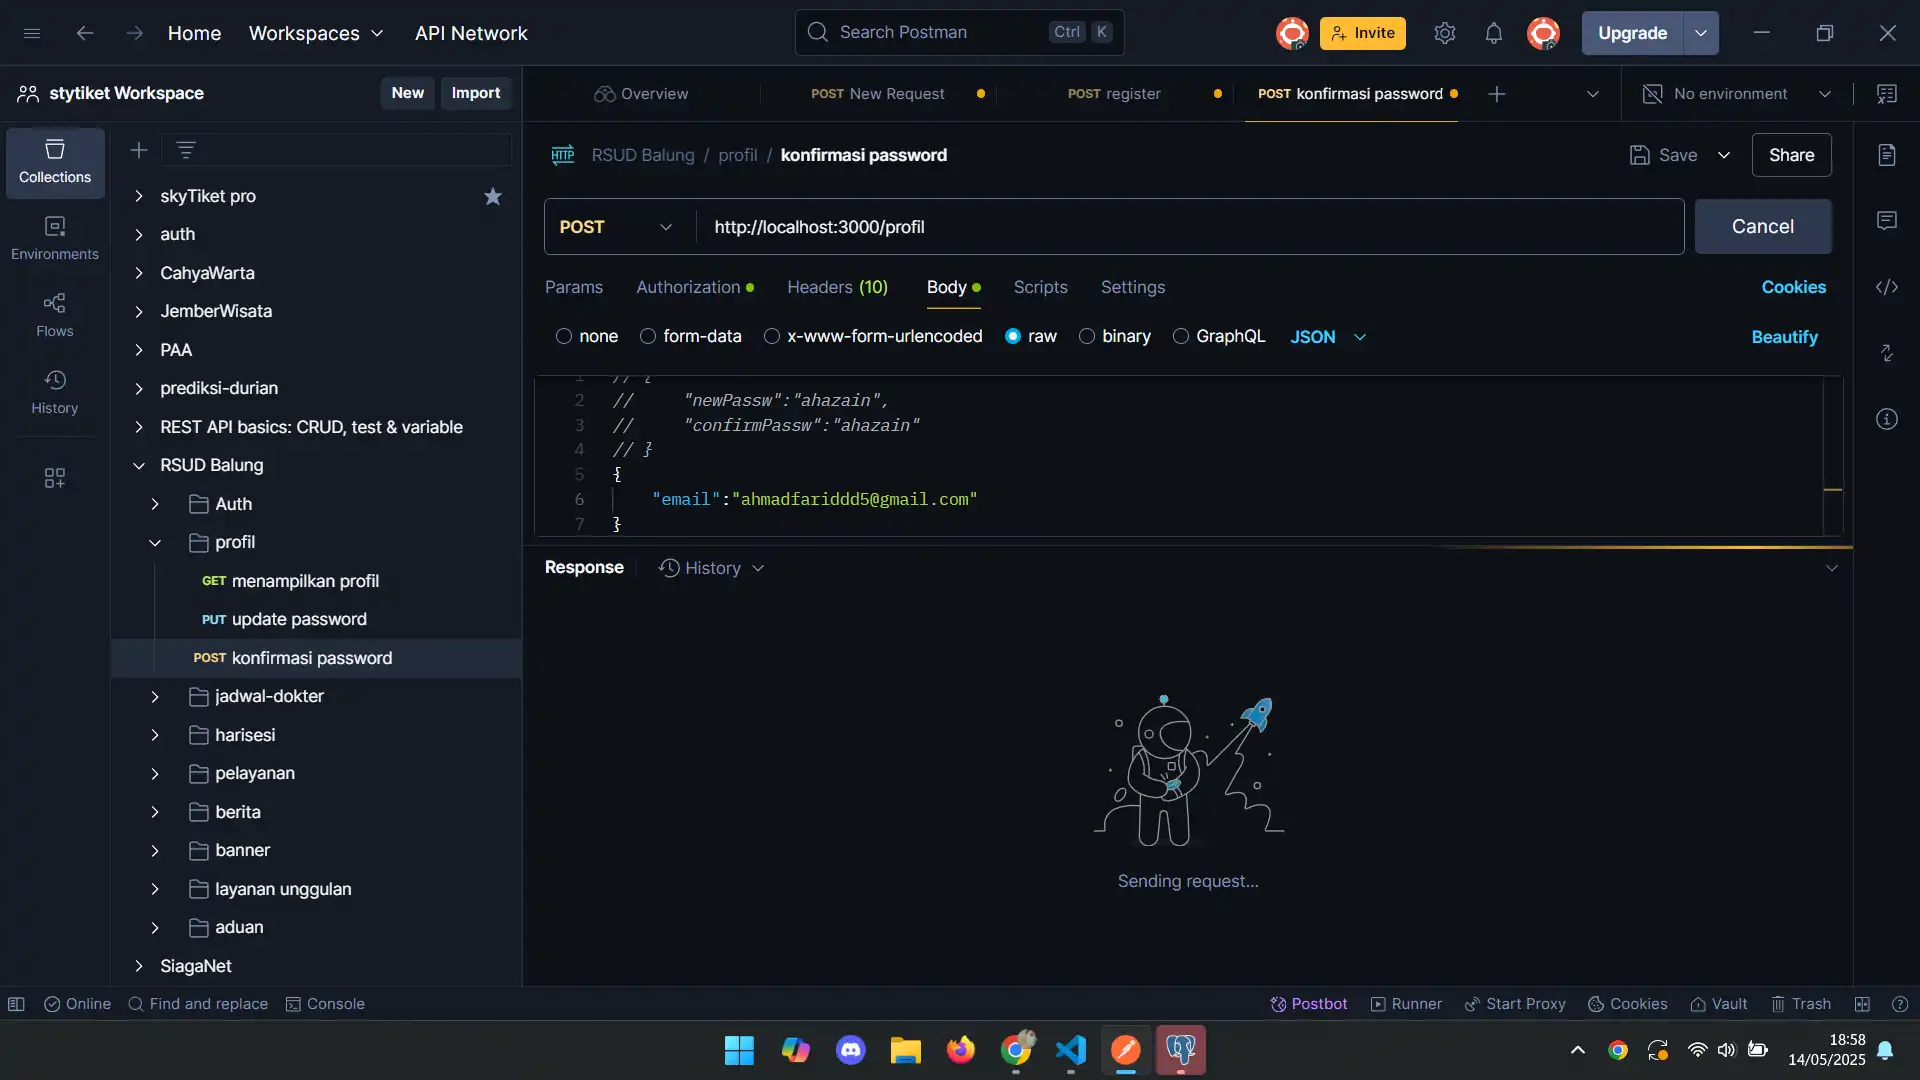 Home
Workspaces
API Network
Search Postman
Ctrl
K
Invite
Upgrade
stytiket Workspace
New
Import
Overview
POST New Request
POST register
POST konfirmasi password
No environment
Collections
Environments
Flows
History
skyTiket pro
auth
CahyaWarta
JemberWisata
PAA
prediksi-durian
REST API basics: CRUD, test & variable
RSUD Balung
Auth
profil
GET menampilkan profil
PUT update password
POST konfirmasi password
jadwal-dokter
harisesi
pelayanan
berita
banner
layanan unggulan
aduan
SiagaNet
HTTP
RSUD Balung / profil / konfirmasi password
Save
Share
POST
http://localhost:3000/profil
Cancel
Params
Authorization
Headers (10)
Body
Scripts
Settings
Cookies
none
form-data
x-www-form-urlencoded
raw
binary
GraphQL
JSON
Beautify
1 // {
2 // "newPassw":"ahazain",
3 // "confirmPassw":"ahazain"
4 // }
5 {
6 "email":"ahmadfariddd5@gmail.com"
7 }
Response
History
Sending request...
Online
Find and replace
Console
Postbot
Runner
Start Proxy
Cookies
Vault
Trash
18:58
14/05/2025